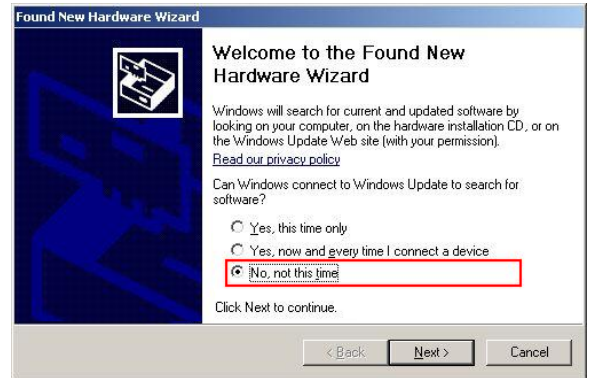 Found New Hardware Wizard
Welcome to the Found New
Hardware Wizard
Windows will search for current and updated software by
looking on your computer, on the hardware installation CD, or on
the Windows Update Web site (with your permission).
Read our privacy policy
Can Windows connect to Windows Update to search for
software?
Yes, this time only
Yes, now and every time I connect a device
No, not this time
Click Next to continue.
< Back Next > Cancel